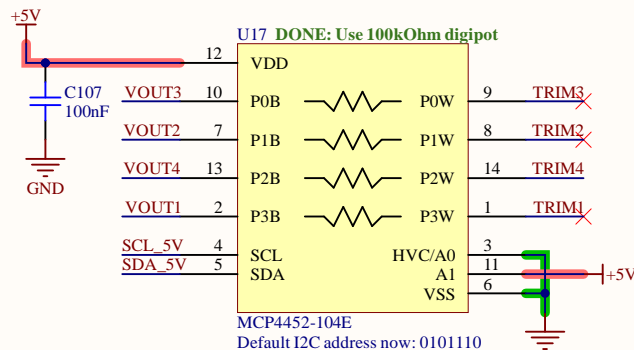 +5V
U17 DONE: Use 100kOhm digipot
12 VDD
C107
100nF
GND
VOUT3 10 P0B P0W 9 TRIM3
VOUT2 7 P1B P1W 8 TRIM2
VOUT4 13 P2B P2W 14 TRIM4
VOUT1 2 P3B P3W 1 TRIM1
SCL_5V 4 SCL HVC/A0 3
SDA_5V 5 SDA A1 11 +5V
VSS 6
MCP4452-104E
Default I2C address now: 0101110